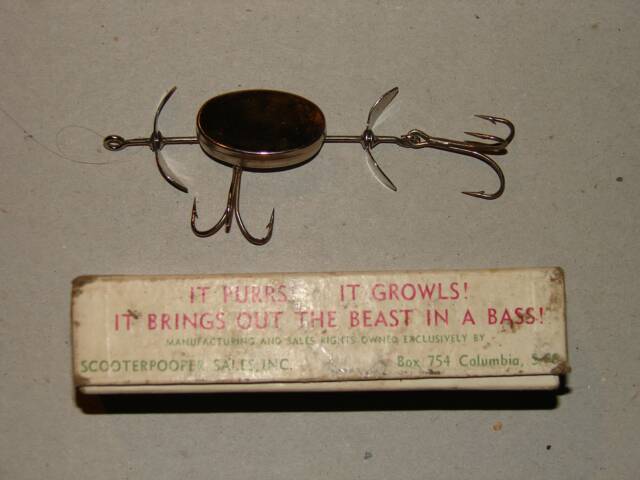 IT PURRS! IT GROWLS!
IT BRINGS OUT THE BEAST IN A BASS!
MANUFACTURING AND SALES RIGHTS OWNED EXCLUSIVELY BY
SCOOTERPOOPER SALES, INC. Box 754 Columbia,